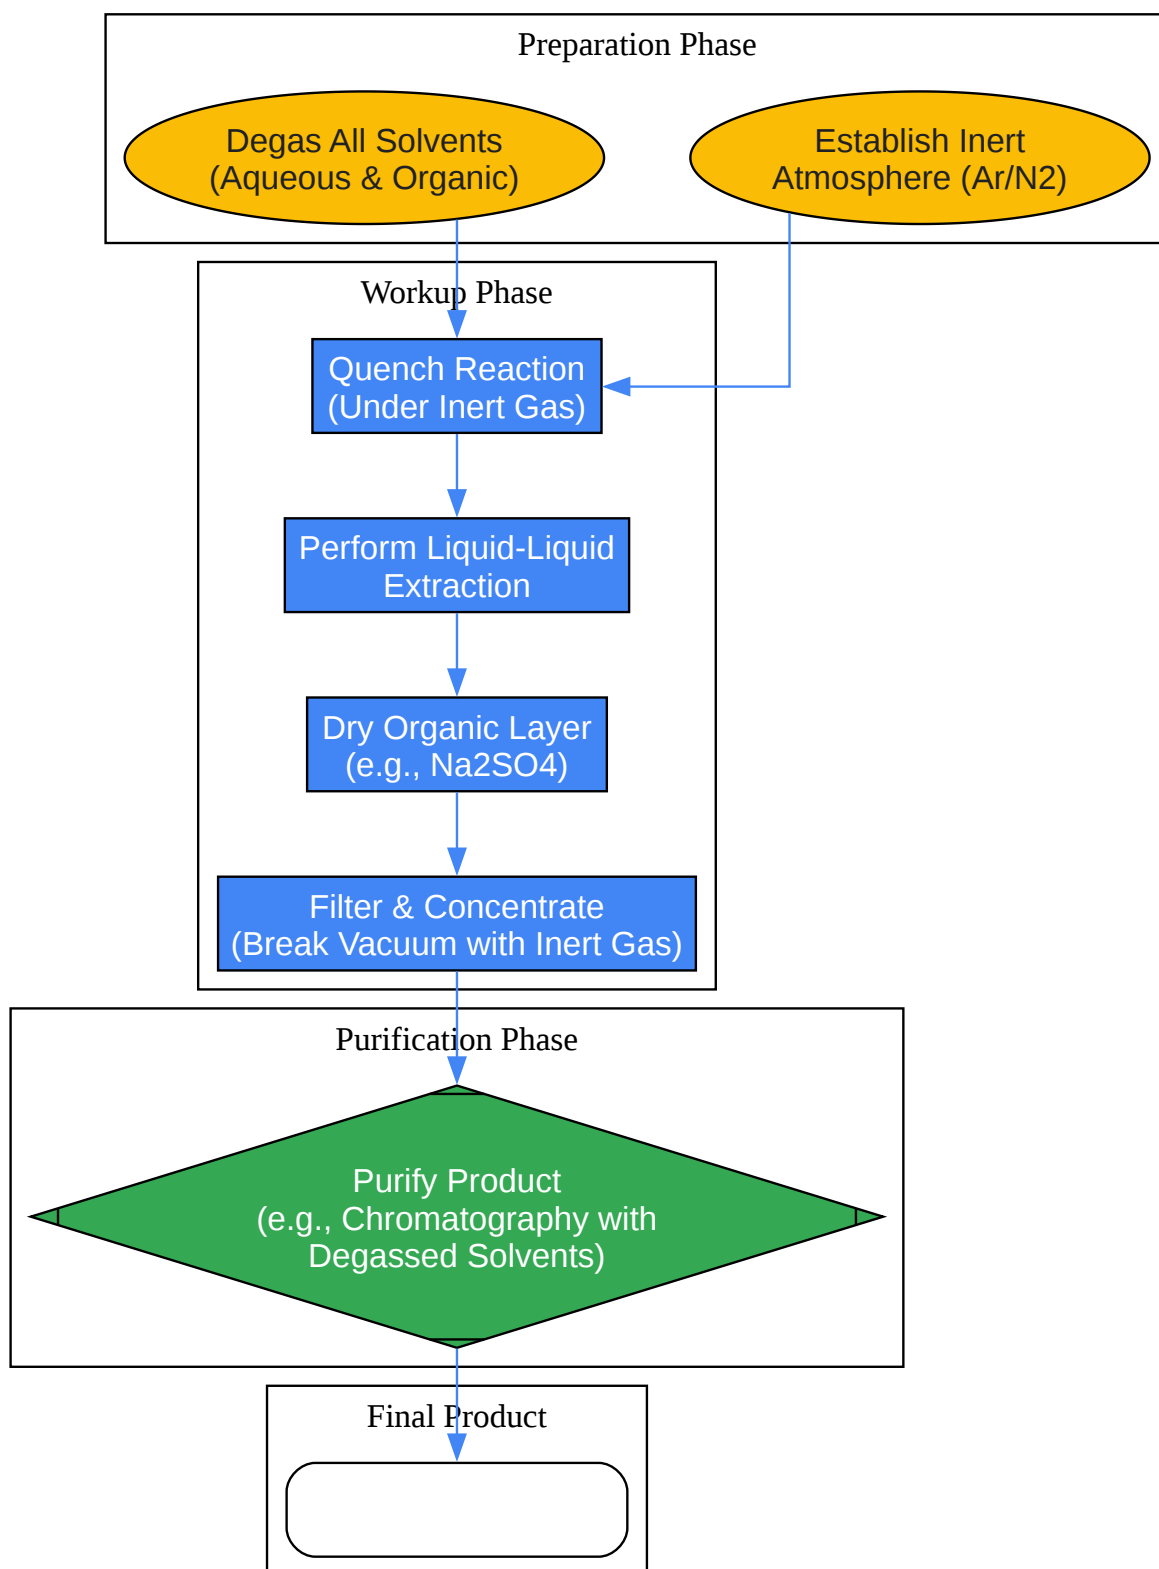 Preparation Phase
Degas All Solvents
(Aqueous & Organic)
Establish Inert
Atmosphere (Ar/N2)
Workup Phase
Quench Reaction
(Under Inert Gas)
Perform Liquid-Liquid
Extraction
Dry Organic Layer
(e.g., Na2SO4)
Filter & Concentrate
(Break Vacuum with Inert Gas)
Purification Phase
Purify Product
(e.g., Chromatography with
Degassed Solvents)
Final Product